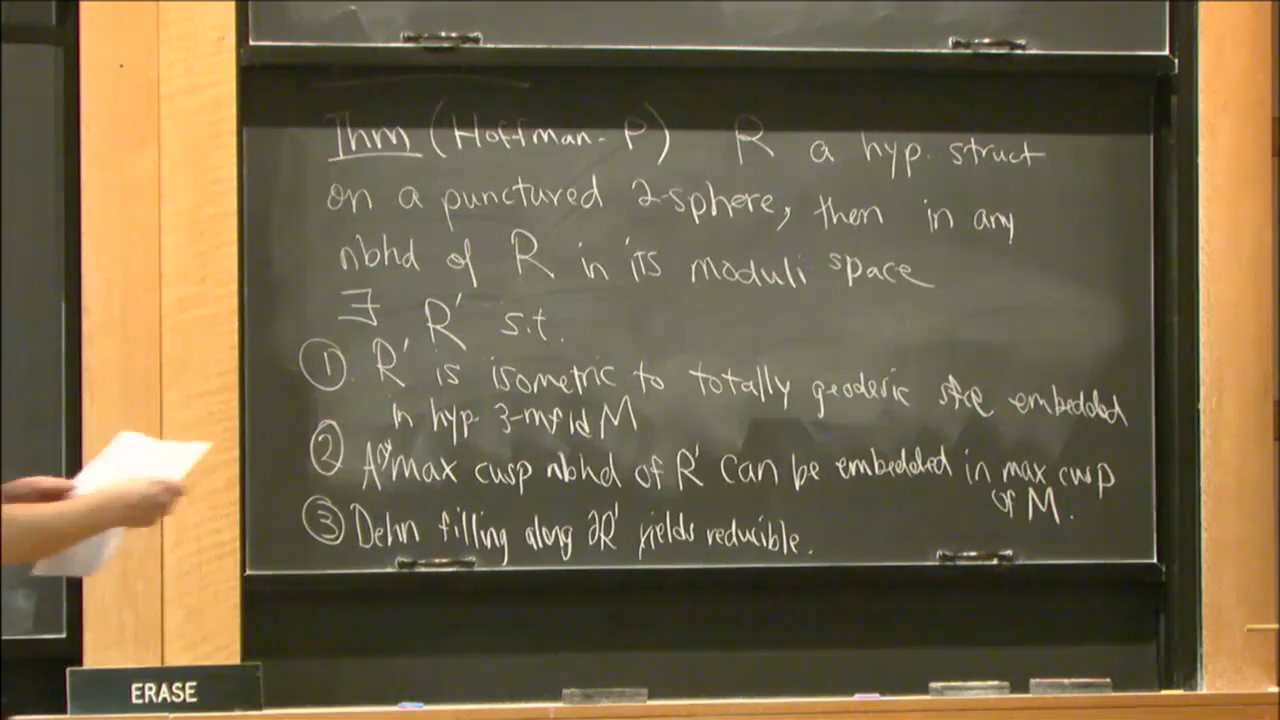 Thm (Hoffman-P) R a hyp. struct
on a punctured 2-sphere, then in any
nbhd of R in its moduli space
∃ R' s.t.
①. R' is isometric to totally geoderic sfce embedded
in hyp. 3-mfld M
② Any max cusp nbhd of R' can be embedded in max cusp
of M.
③ Dehn filling along ∂R' yields reducible.
ERASE